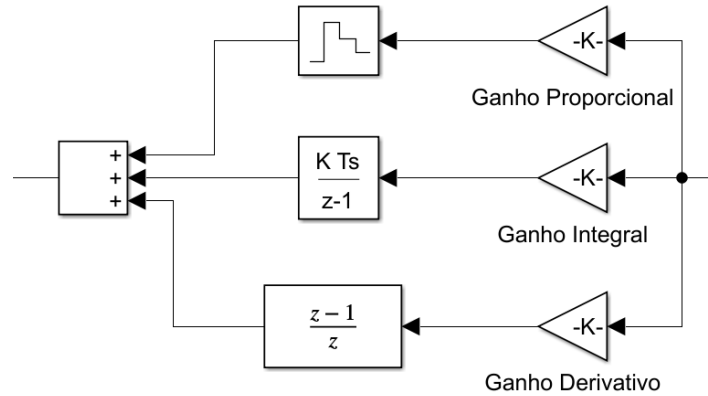 -K-
Ganho Proporcional
+
+
+
K Ts
z-1
-K-
Ganho Integral
z − 1
z
-K-
Ganho Derivativo